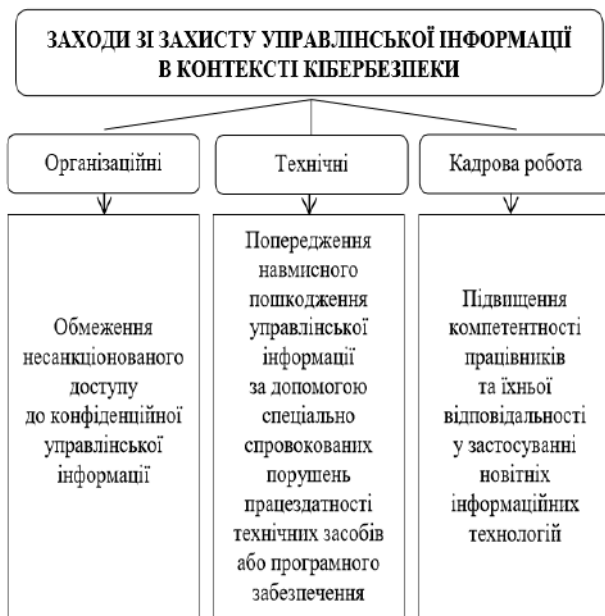 ЗАХОДИ ЗІ ЗАХИСТУ УПРАВЛІНСЬКОЇ ІНФОРМАЦІЇ
В КОНТЕКСТІ КІБЕРБЕЗПЕКИ
Організаційні
Технічні
Кадрова робота
Обмеження
несанкціонованого
доступу
до конфіденційної
управлінської
інформації
Попередження
навмисного
пошкодження
управлінської
інформації
за допомогою
спеціально
спровокованих
порушень
працездатності
технічних засобів
або програмного
забезпечення
Підвищення
компетентності
працівників
та їхньої
відповідальності
у застосуванні
новітніх
інформаційних
технологій